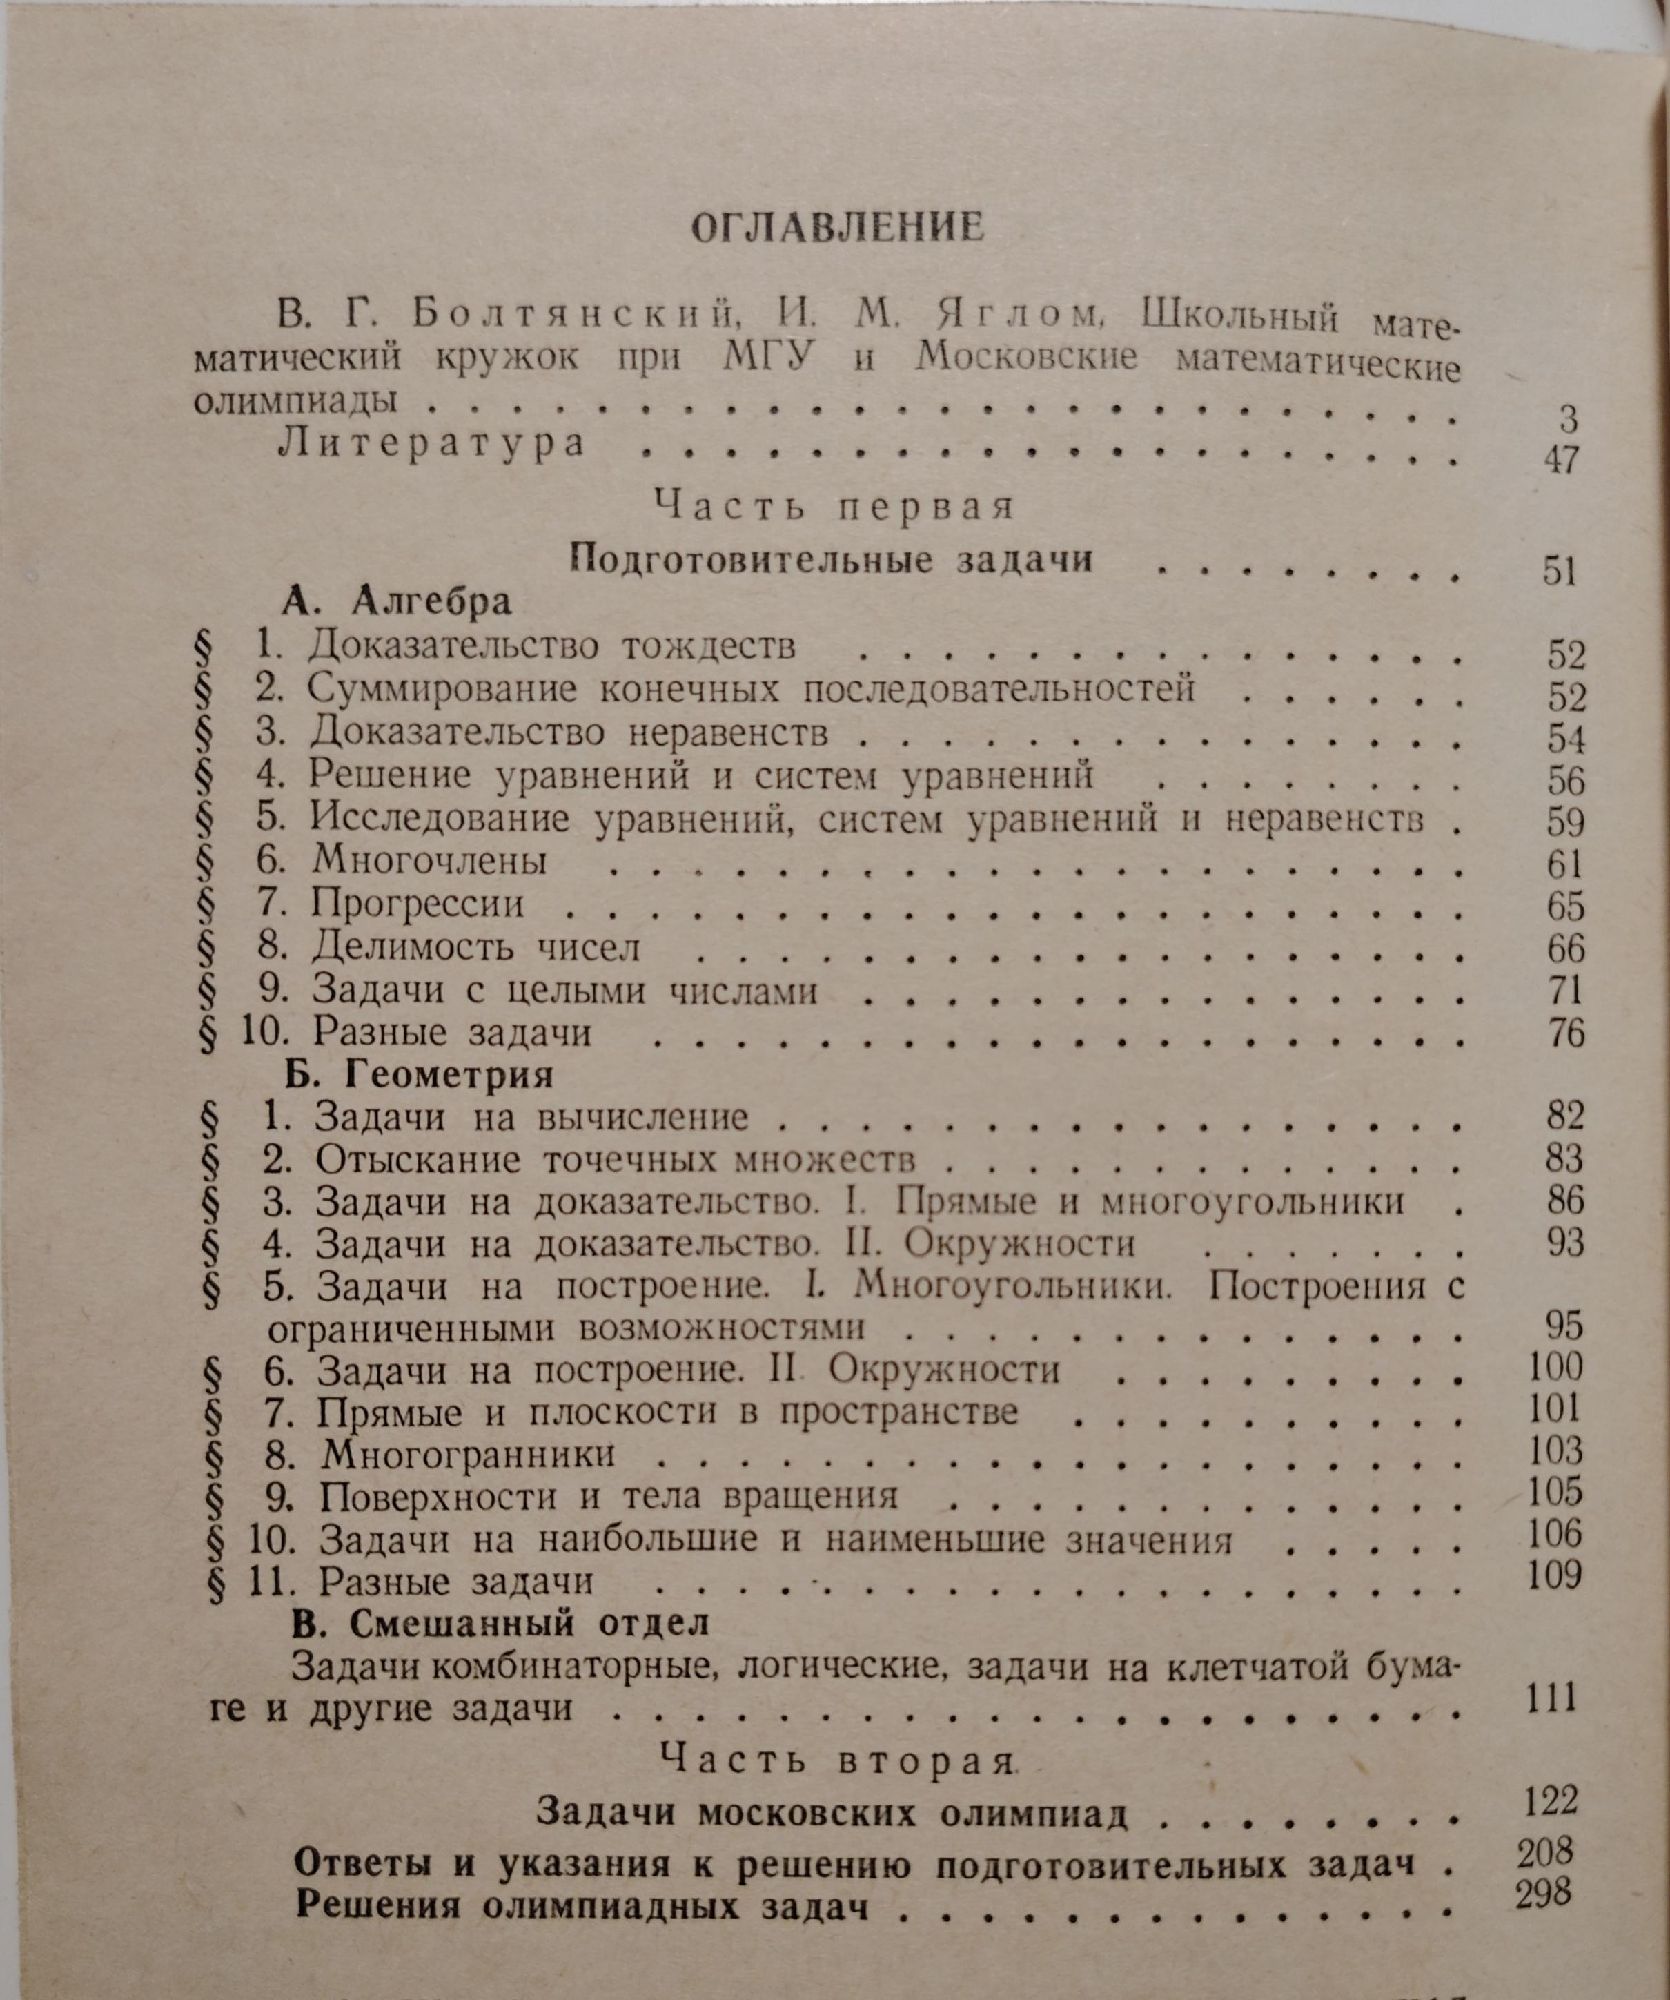 ОГЛАВЛЕНИЕ
В. Г. Болтянский, И. М. Яглом, Школьный мате-
матический кружок при МГУ и Московские математические
олимпиады . . . . . . . . . . . . . . . . . . . . . . . . . 3
Литература . . . . . . . . . . . . . . . . . . . . 47
Часть первая
Подготовительные задачи . . . . . . . . 51
А. Алгебра
§ 1. Доказательство тождеств . . . . . . . . . . . . . . . 52
§ 2. Суммирование конечных последовательностей . . . . . . 52
§ 3. Доказательство неравенств . . . . . . . . . . . . . . . 54
§ 4. Решение уравнений и систем уравнений . . . . . . . . 56
§ 5. Исследование уравнений, систем уравнений и неравенств . 59
§ 6. Многочлены . . . . . . . . . . . . . . . . . . . . . 61
§ 7. Прогрессии . . . . . . . . . . . . . . . . . . . . . . 65
§ 8. Делимость чисел . . . . . . . . . . . . . . . . . . . 66
§ 9. Задачи с целыми числами . . . . . . . . . . . . . . . 71
§ 10. Разные задачи . . . . . . . . . . . . . . . . . . . . 76
Б. Геометрия
§ 1. Задачи на вычисление . . . . . . . . . . . . . . . . . 82
§ 2. Отыскание точечных множеств . . . . . . . . . . . . . 83
§ 3. Задачи на доказательство. I. Прямые и многоугольники . 86
§ 4. Задачи на доказательство. II. Окружности . . . . . . . 93
§ 5. Задачи на построение. I. Многоугольники. Построения с
ограниченными возможностями . . . . . . . . . . . . . . 95
§ 6. Задачи на построение. II. Окружности . . . . . . . . . 100
§ 7. Прямые и плоскости в пространстве . . . . . . . . . . 101
§ 8. Многогранники . . . . . . . . . . . . . . . . . . . . 103
§ 9. Поверхности и тела вращения . . . . . . . . . . . . . 105
§ 10. Задачи на наибольшие и наименьшие значения . . . . . 106
§ 11. Разные задачи . . . . . . . . . . . . . . . . . . . . 109
В. Смешанный отдел
Задачи комбинаторные, логические, задачи на клетчатой бума-
ге и другие задачи . . . . . . . . . . . . . . . . . . . . . 111
Часть вторая
Задачи московских олимпиад . . . . . . . . 122
Ответы и указания к решению подготовительных задач . 208
Решения олимпиадных задач . . . . . . . . . . . . . . 298